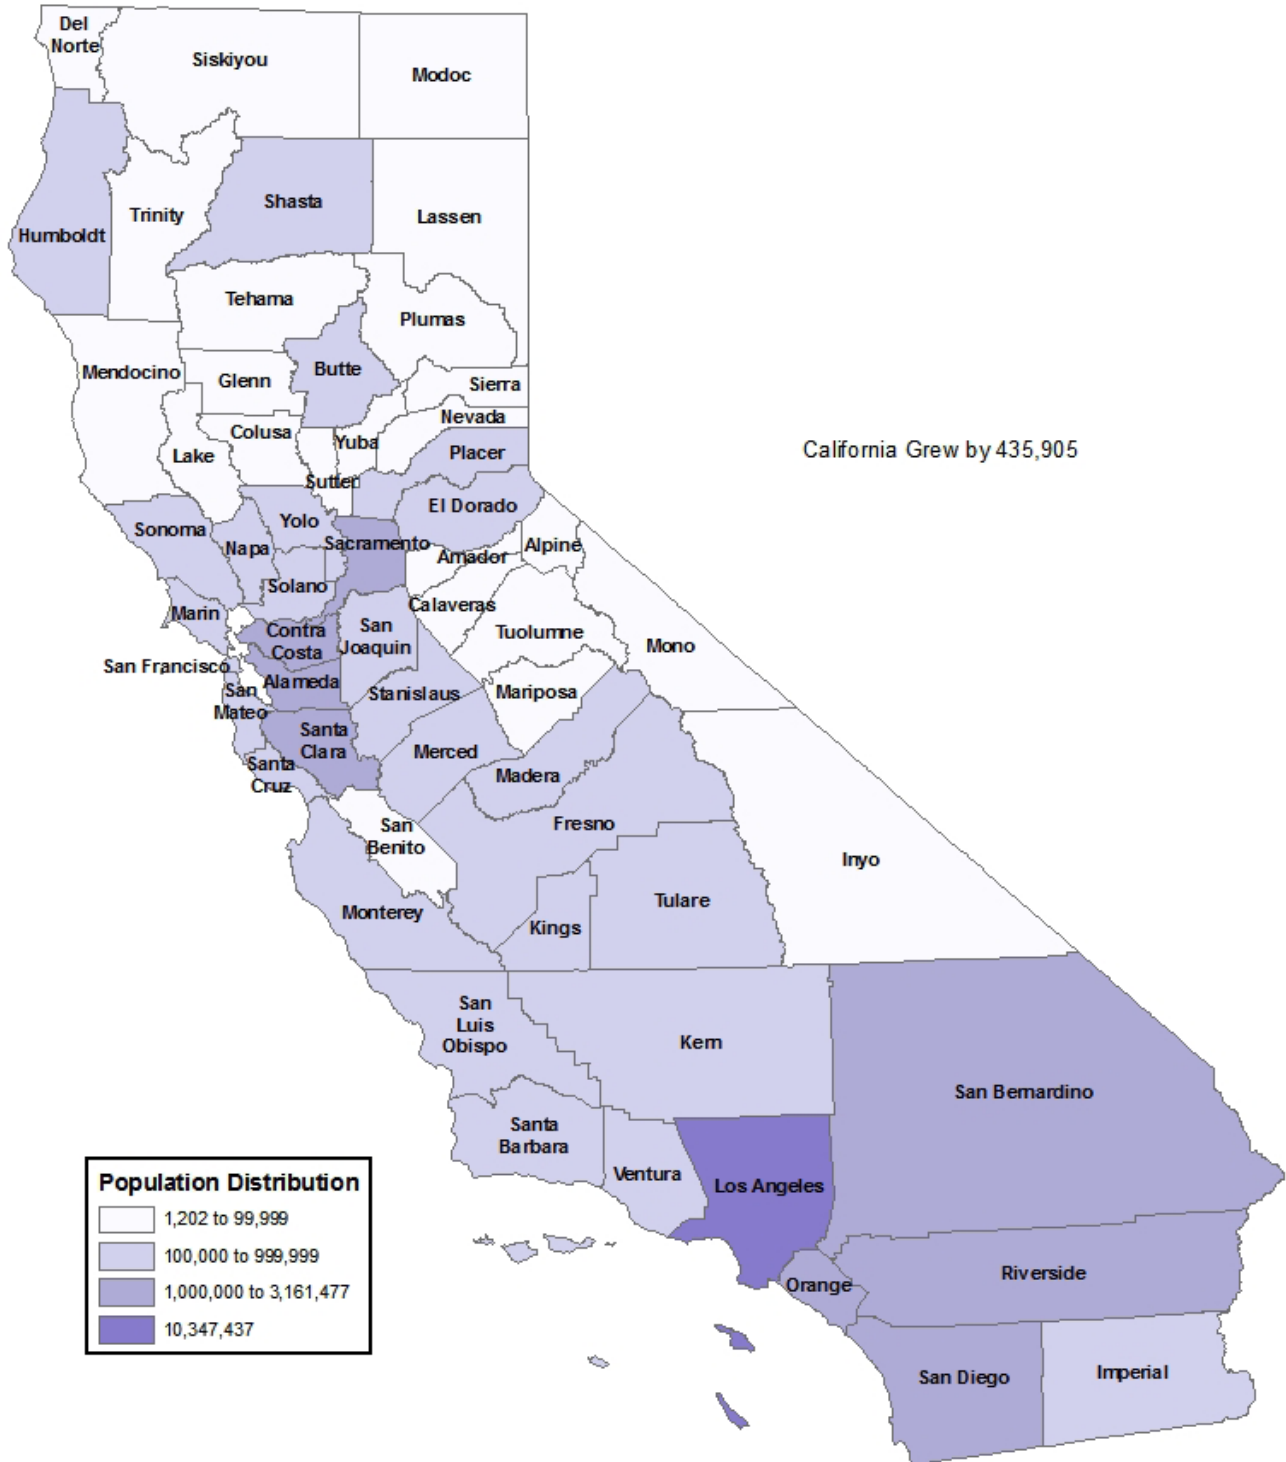 Del
Norte
Siskiyou
Modoc
Humboldt
Trinity
Shasta
Lassen
Tehama
Plumas
Mendocino
Glenn
Butte
Sierra
Nevada
Colusa
Lake
Yuba
Sutter
Placer
California Grew by 435,905
El Dorado
Sonoma
Napa
Yolo
Sacramento
Amador
Alpine
Solano
Calaveras
Marin
Contra
Costa
San
Joaquin
Tuolumne
Mono
San Francisco
Alameda
San
Mateo
Stanislaus
Mariposa
Santa
Clara
Merced
Santa
Cruz
Madera
San
Benito
Fresno
Inyo
Monterey
Kings
Tulare
San
Luis
Obispo
Kern
San Bernardino
Santa
Barbara
Ventura
Los Angeles
Orange
Riverside
San Diego
Imperial
Population Distribution
1,202 to 99,999
100,000 to 999,999
1,000,000 to 3,161,477
10,347,437